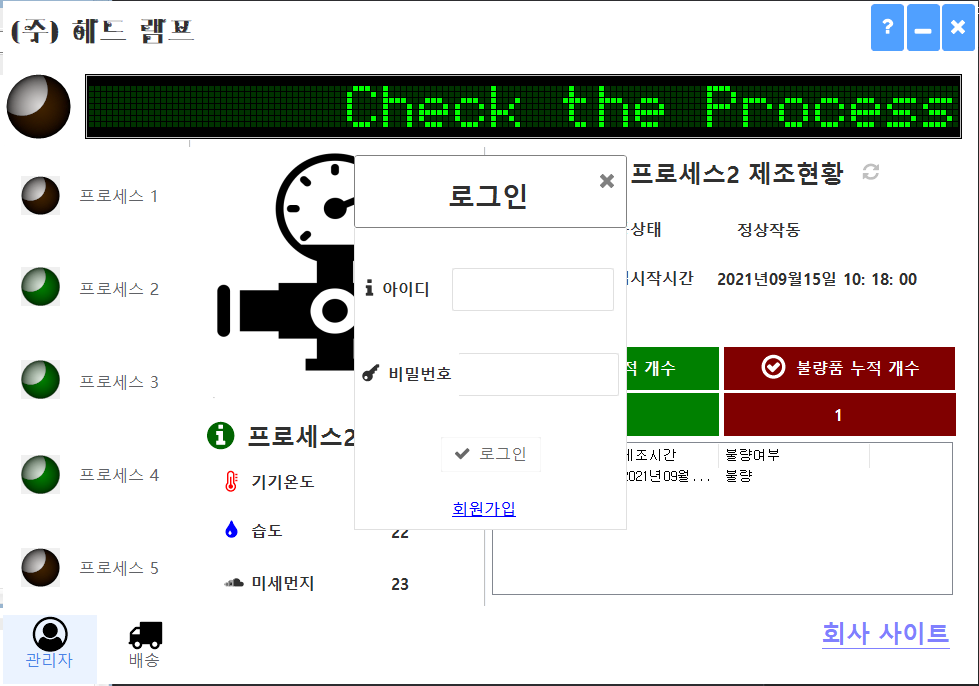 (주) 헤드 램프
?
Check the Process
프로세스 1
프로세스 2
프로세스 3
프로세스 4
프로세스 5
로그인
아이디
비밀번호
로그인
회원가입
프로세스2
기기온도
습도 22
미세먼지 23
프로세스2 제조현황
상태 정상작동
시작시간 2021년09월15일 10: 18: 00
적 개수 불량품 누적 개수
1
제조시간 불량여부
2021년09월... 불량
관리자
배송
회사 사이트